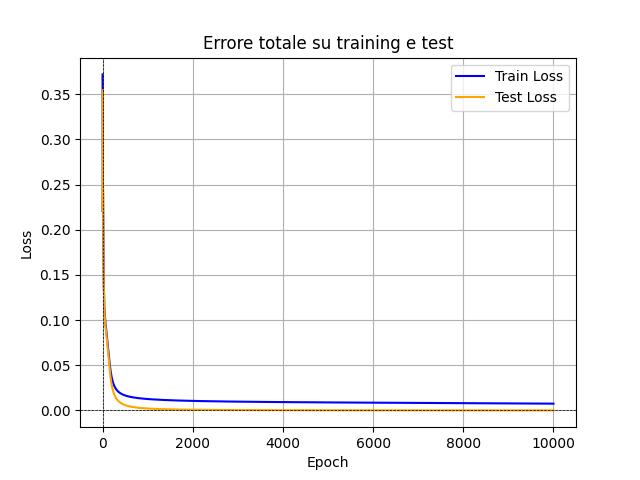 Errore totale su training e test
Train Loss
Test Loss
0.35
0.30
0.25
0.20
0.15
0.10
0.05
0.00
Loss
0 2000 4000 6000 8000 10000
Epoch